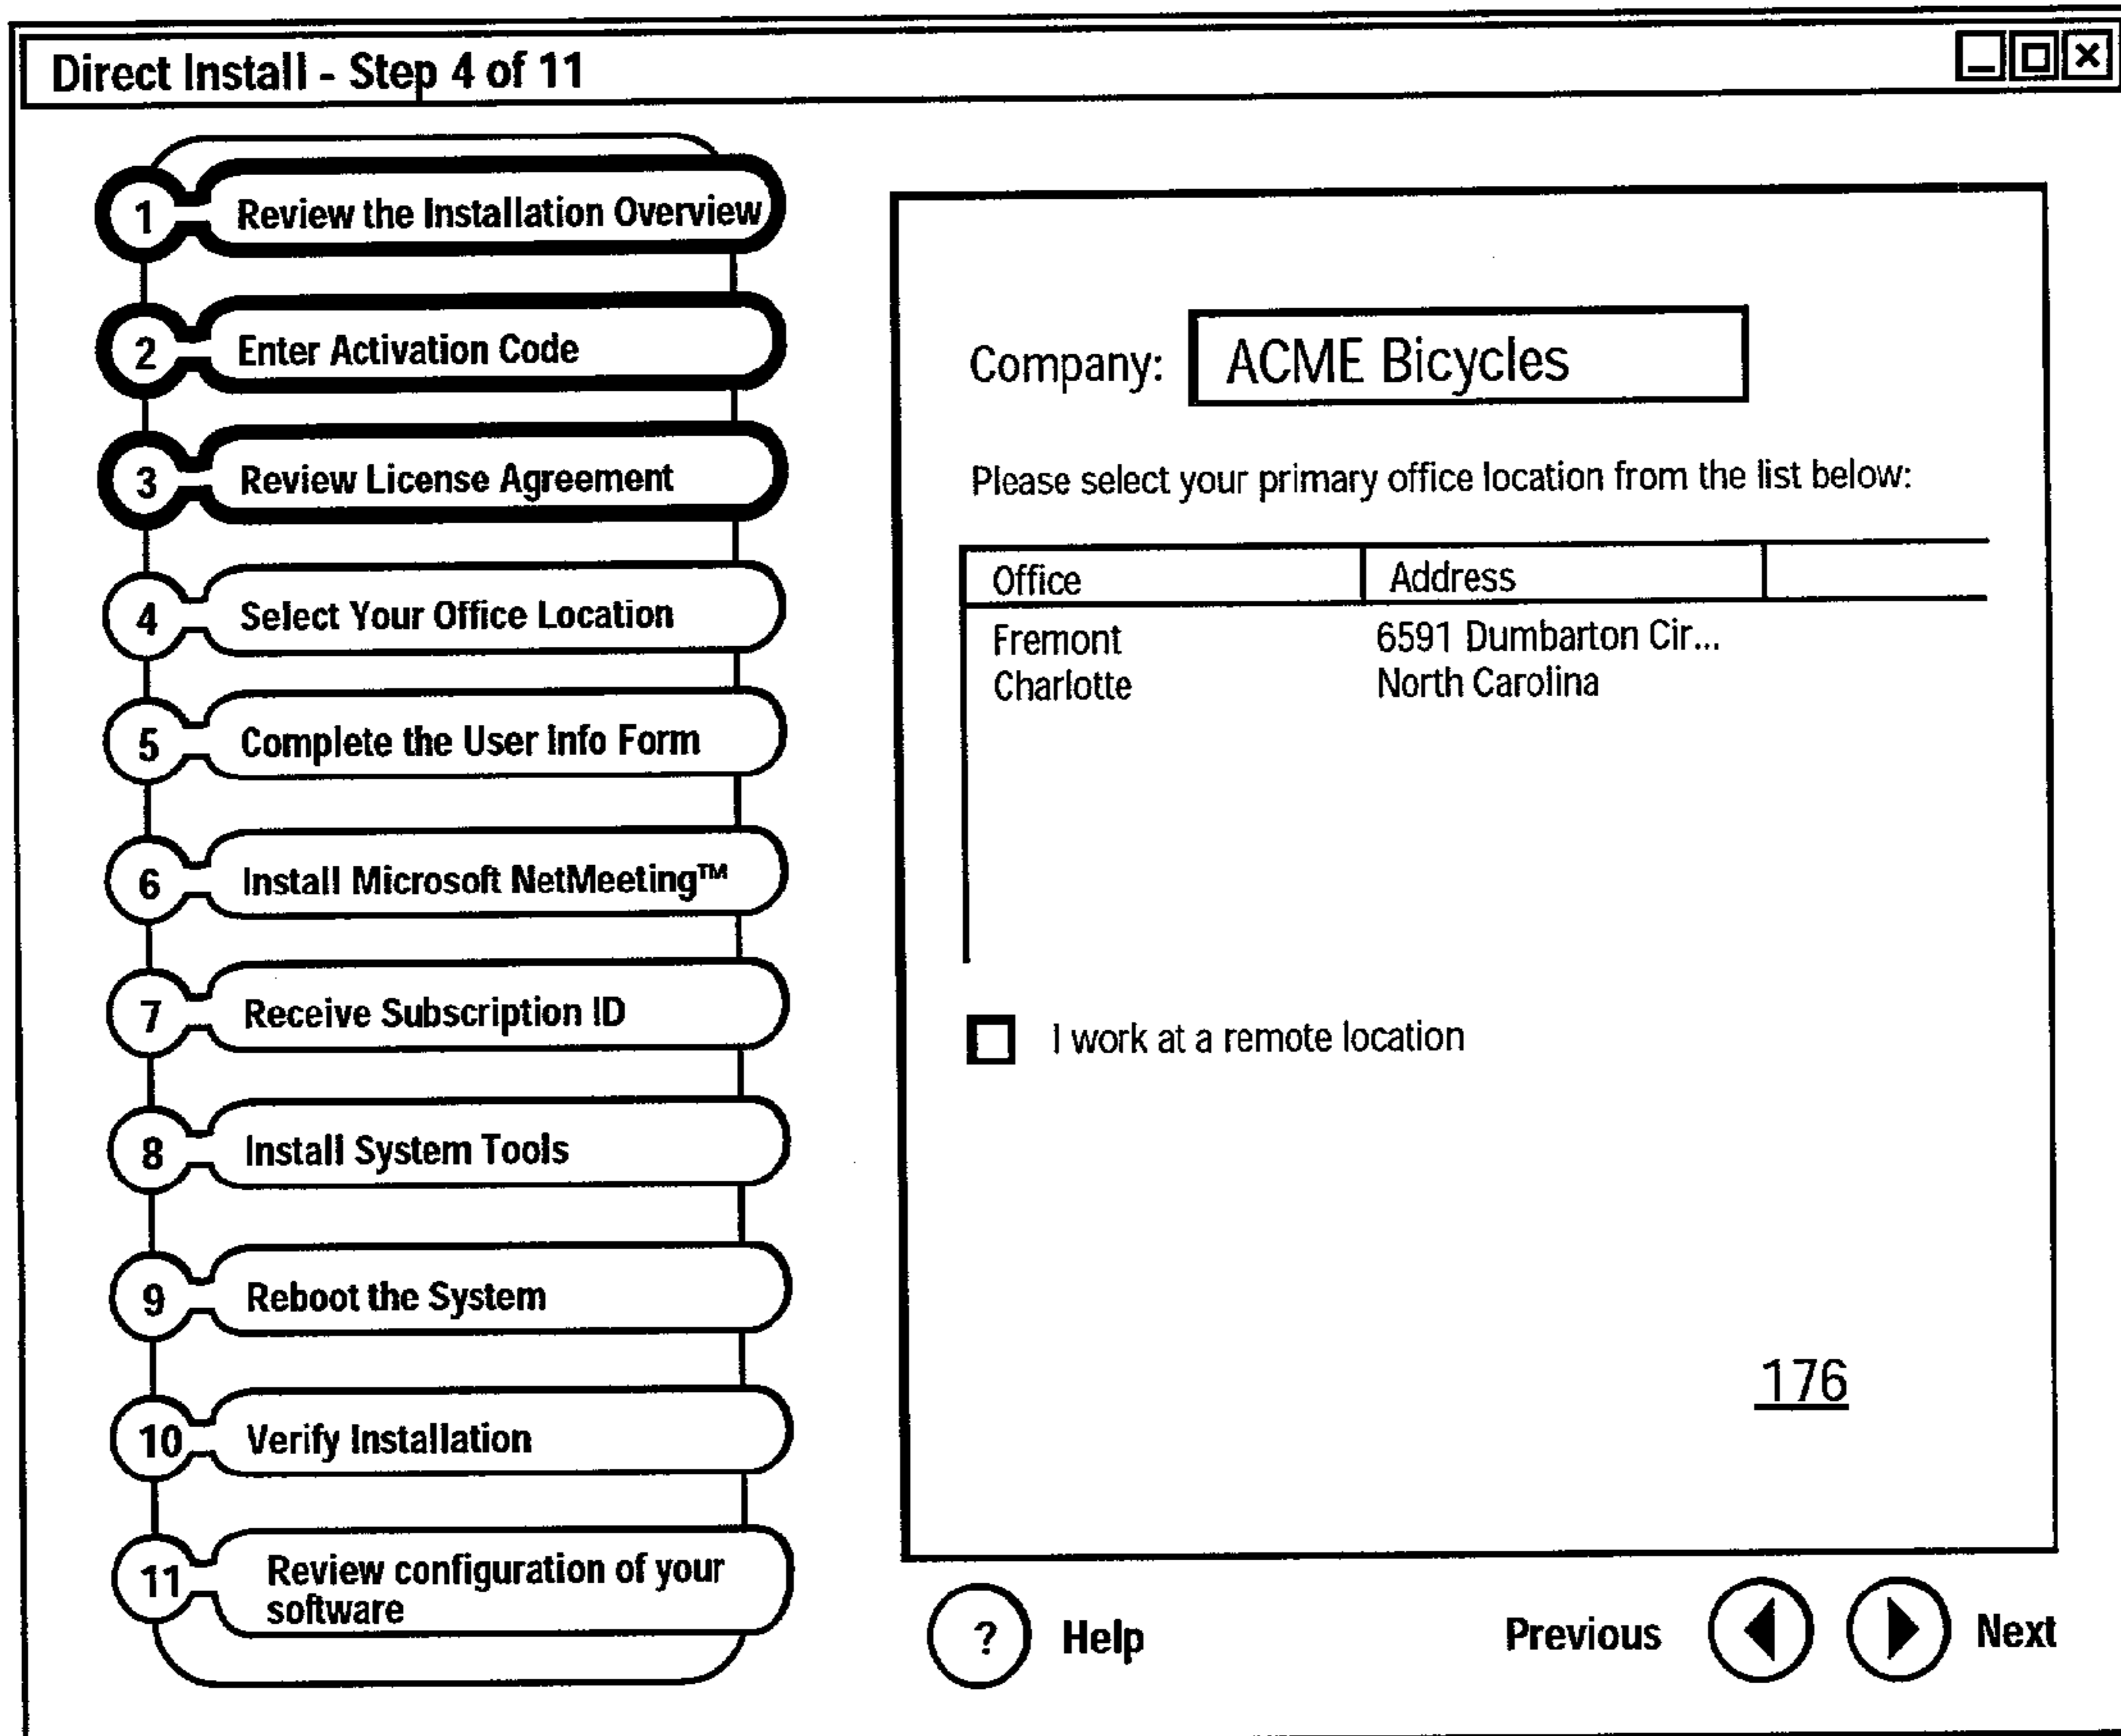 Direct Install - Step 4 of 11
1 Review the Installation Overview
2 Enter Activation Code
3 Review License Agreement
4 Select Your Office Location
5 Complete the User Info Form
6 Install Microsoft NetMeeting™
7 Receive Subscription ID
8 Install System Tools
9 Reboot the System
10 Verify Installation
11 Review configuration of your
software
Company: ACME Bicycles
Please select your primary office location from the list below:
Office Address
Fremont 6591 Dumbarton Cir...
Charlotte North Carolina
I work at a remote location
176
? Help Previous Next